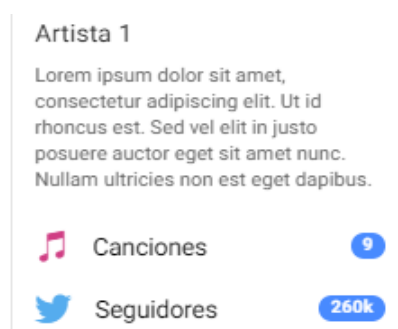 Artista 1
Lorem ipsum dolor sit amet,
consectetur adipiscing elit. Ut id
rhoncus est. Sed vel elit in justo
posuere auctor eget sit amet nunc.
Nullam ultricies non est eget dapibus.
Canciones 9
Seguidores 260k